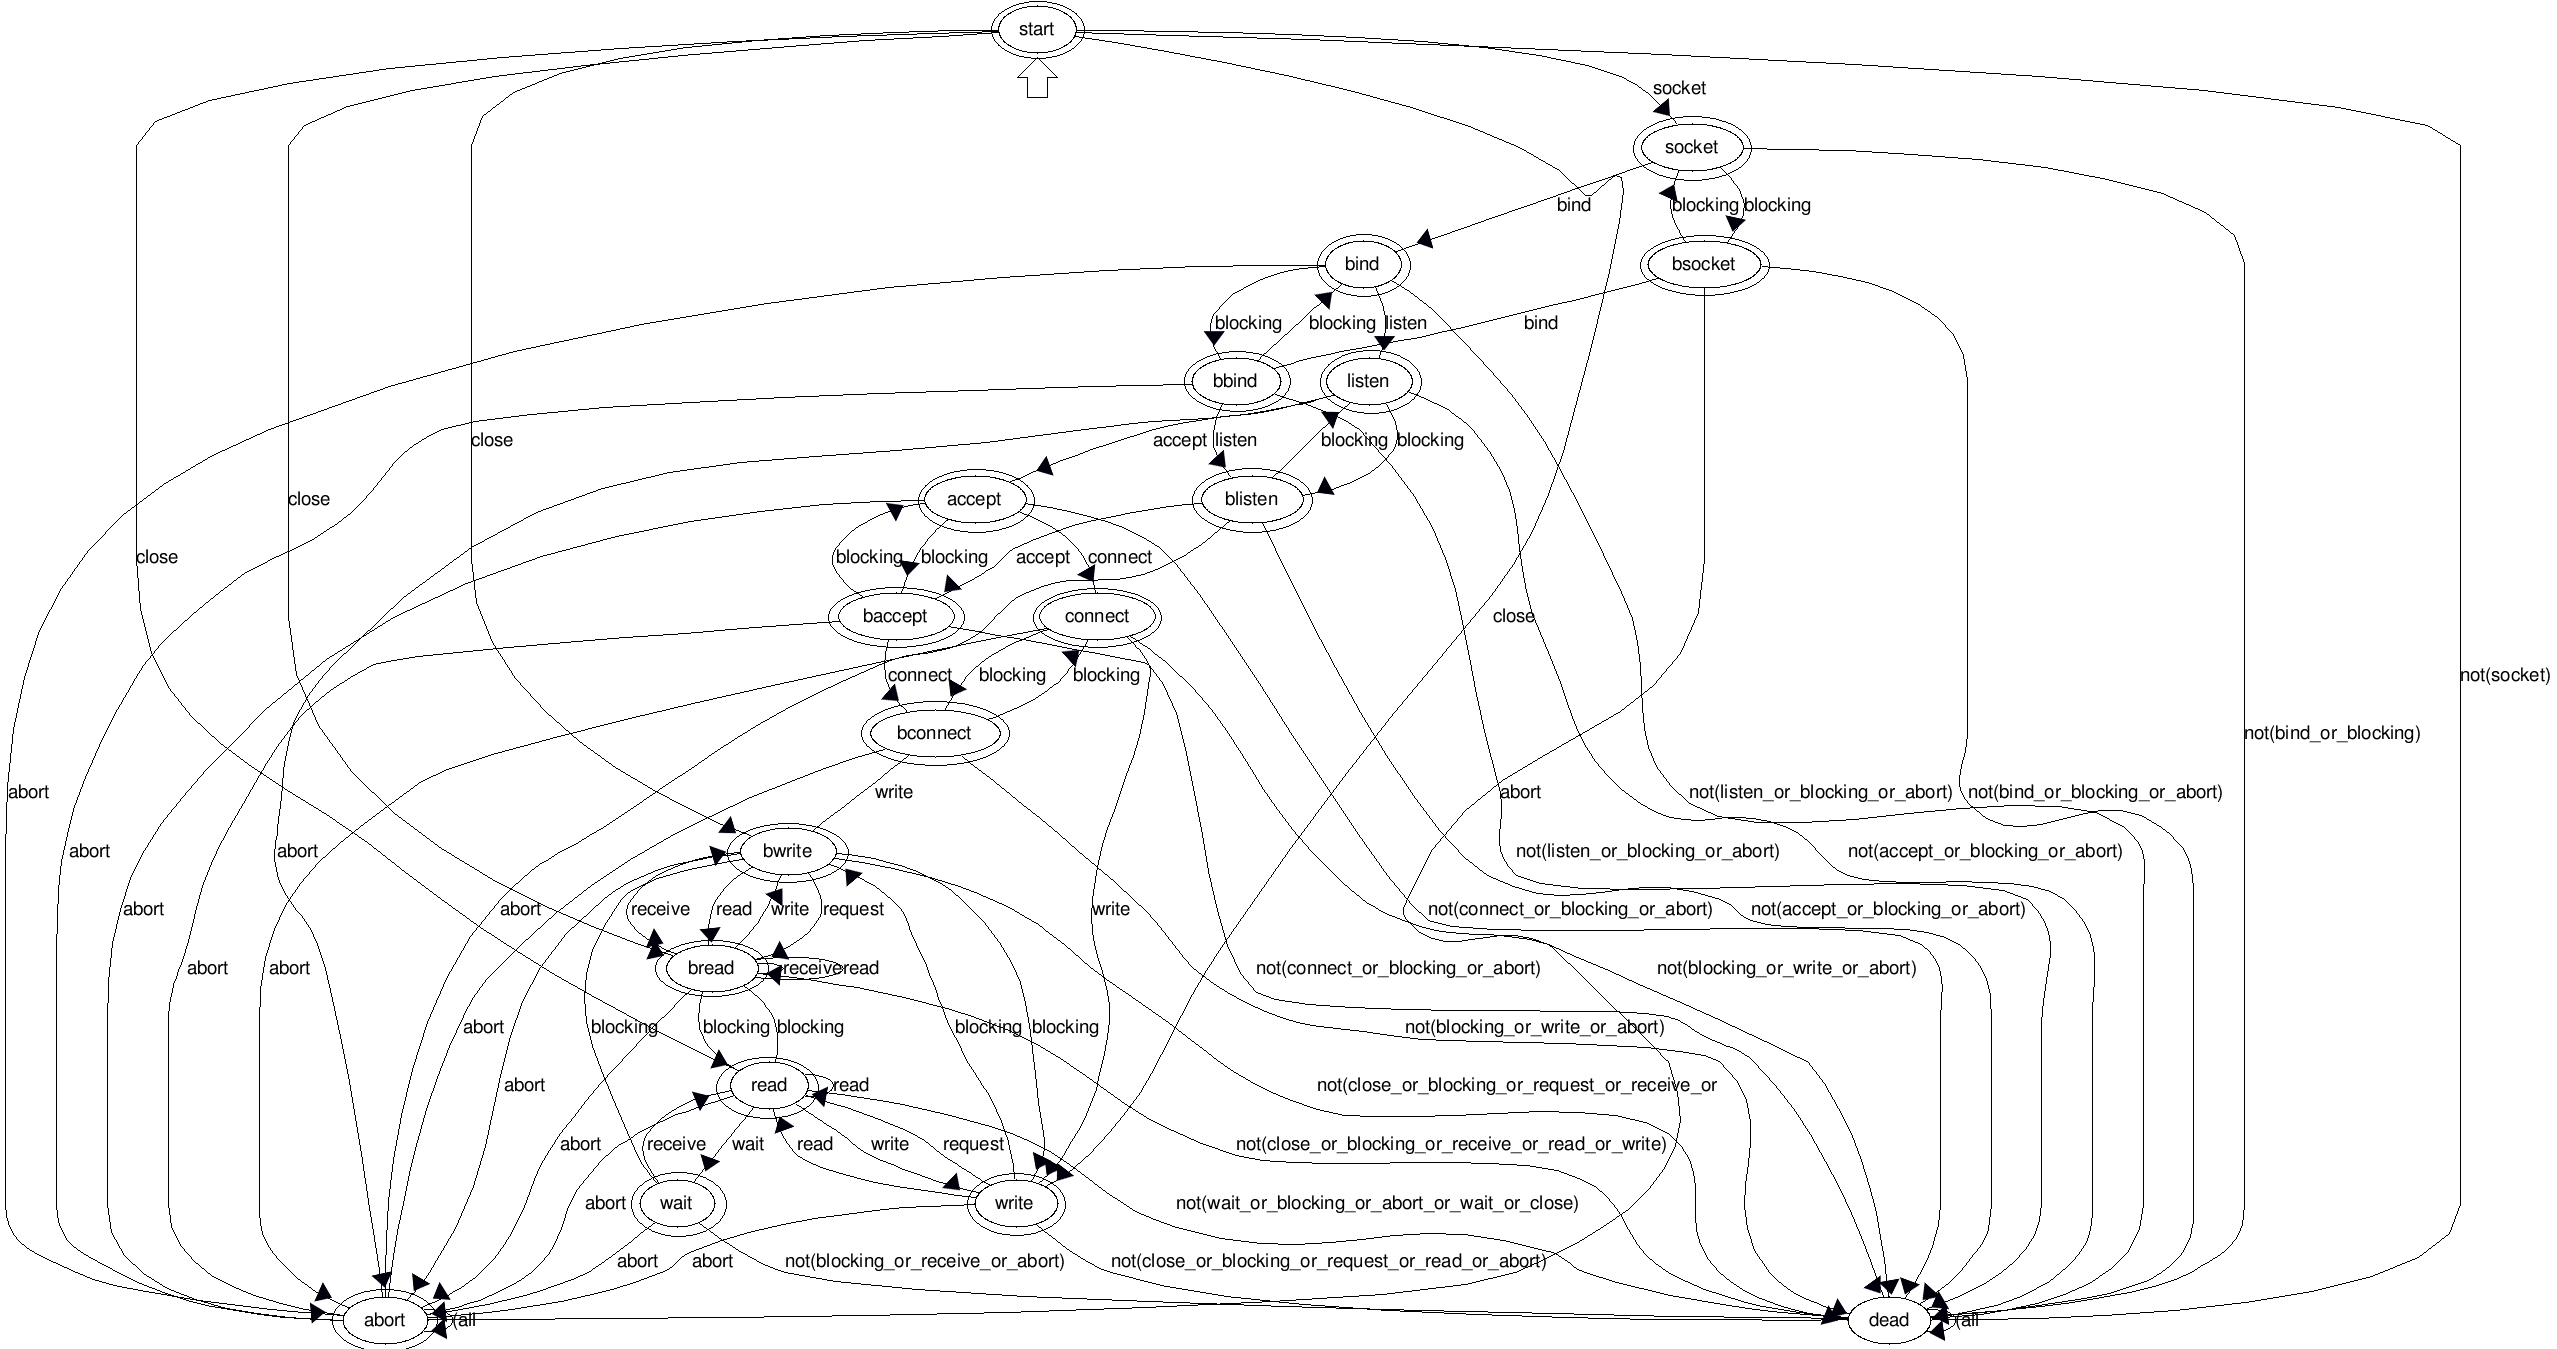 start
socket
socket
bind
blocking
blocking
bind
bsocket
blocking
blocking
listen
bind
bbind
listen
close
accept
listen
blocking
blocking
close
accept
blisten
close
blocking
blocking
accept
connect
baccept
connect
close
connect
blocking
blocking
not(socket)
bconnect
not(bind_or_blocking)
abort
write
abort
not(listen_or_blocking_or_abort)
not(bind_or_blocking_or_abort)
abort
abort
bwrite
not(listen_or_blocking_or_abort)
not(accept_or_blocking_or_abort)
abort
abort
receive
read
write
request
write
not(connect_or_blocking_or_abort)
not(accept_or_blocking_or_abort)
abort
abort
bread
receive
read
not(connect_or_blocking_or_abort)
not(blocking_or_write_or_abort)
abort
blocking
blocking
blocking
blocking
blocking
not(blocking_or_write_or_abort)
abort
read
read
not(close_or_blocking_or_request_or_receive_or
abort
receive
wait
read
write
request
not(close_or_blocking_or_receive_or_read_or_write)
abort
wait
write
not(wait_or_blocking_or_abort_or_wait_or_close)
abort
abort
not(blocking_or_receive_or_abort)
not(close_or_blocking_or_request_or_read_or_abort)
abort
(all
dead
(all